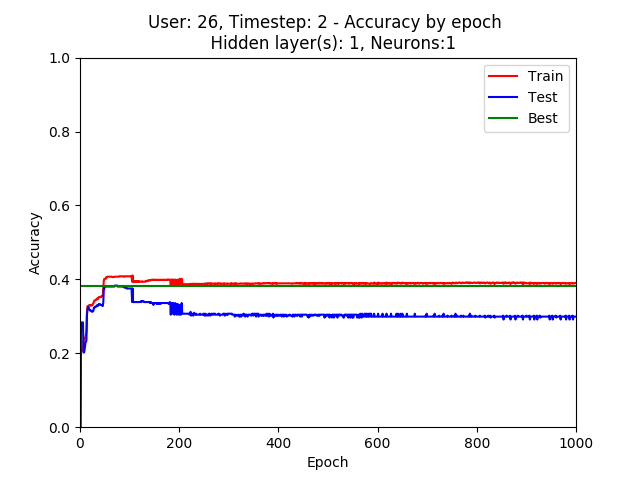 User: 26, Timestep: 2 - Accuracy by epoch
Hidden layer(s): 1, Neurons:1
Train
Test
Best
Accuracy
1.0
0.8
0.6
0.4
0.2
0.0
0 200 400 600 800 1000
Epoch